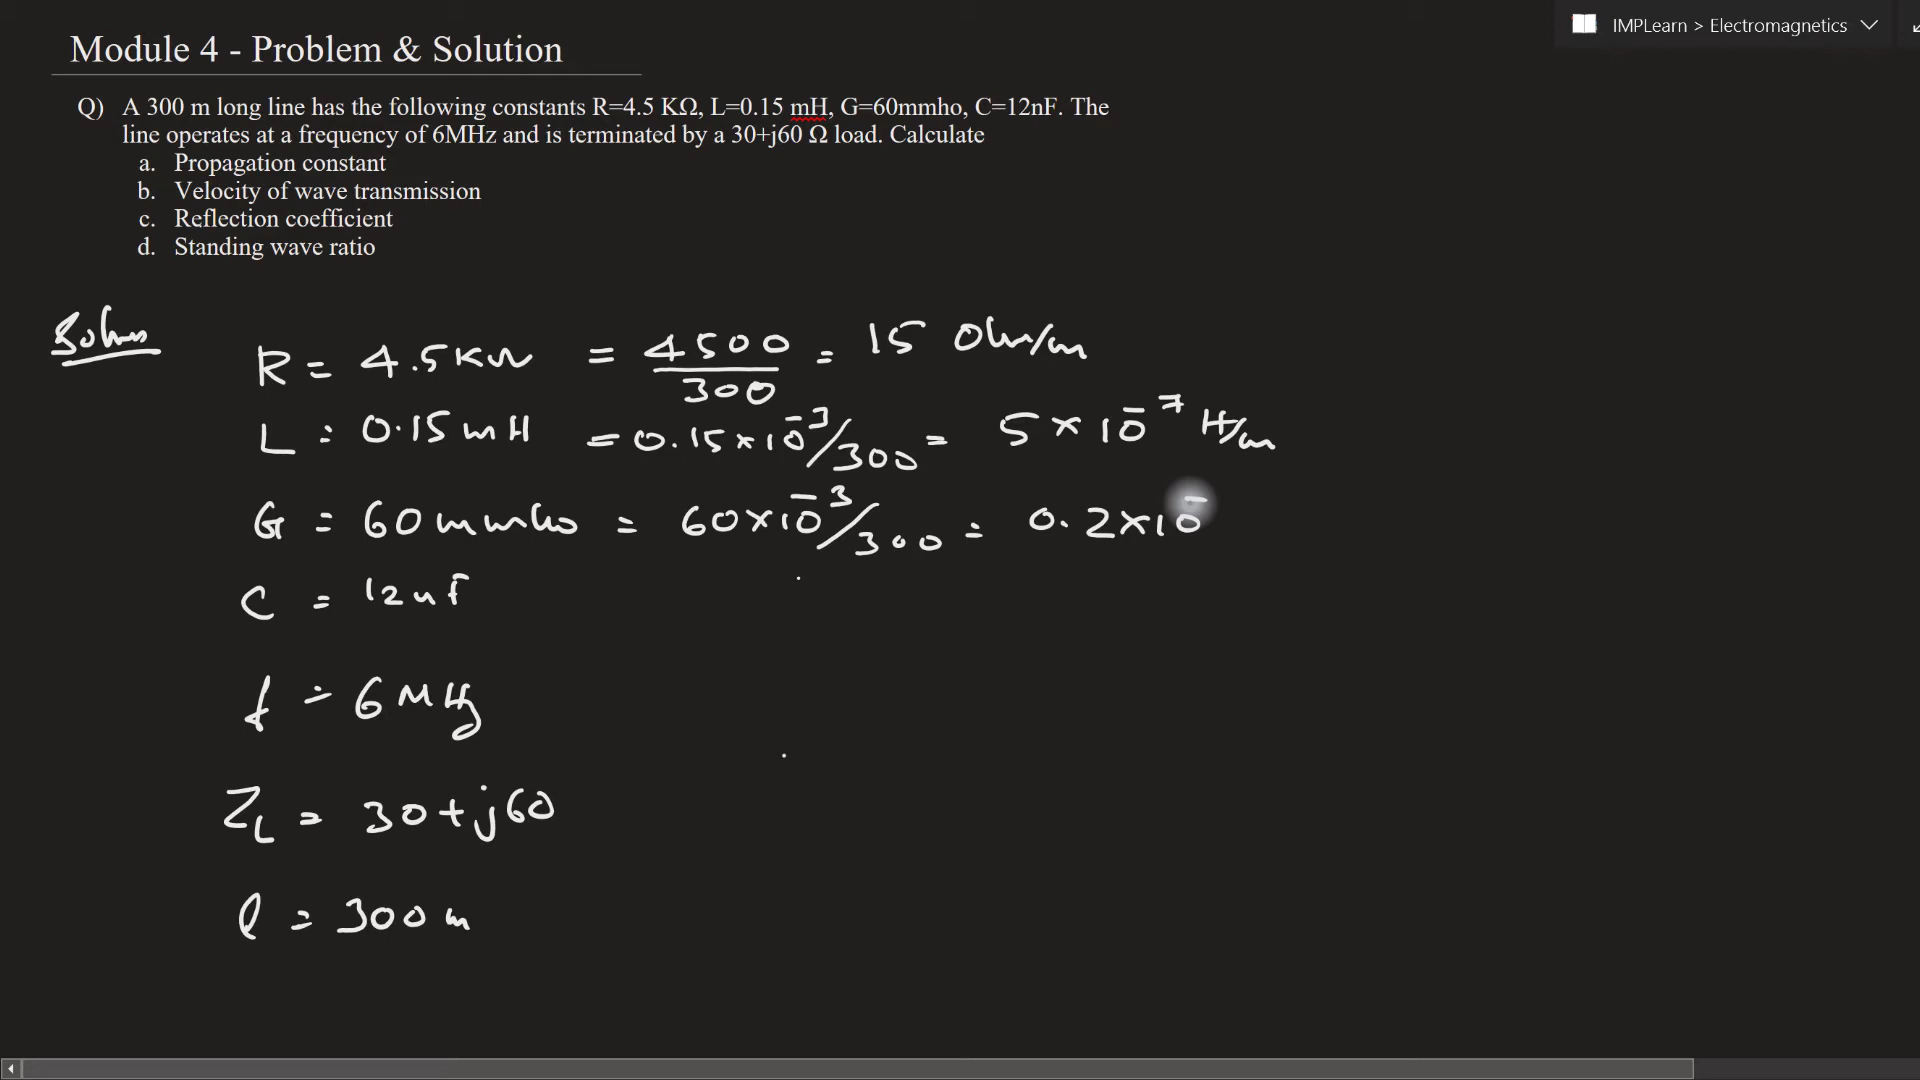 IMPLearn > Electromagnetics
Module 4 - Problem & Solution
Q) A 300 m long line has the following constants R=4.5 KΩ, L=0.15 mH, G=60mmho, C=12nF. The
line operates at a frequency of 6MHz and is terminated by a 30+j60 Ω load. Calculate
a. Propagation constant
b. Velocity of wave transmission
c. Reflection coefficient
d. Standing wave ratio
R = 4.5KΩ = 4500/300 = 15 Ohm/m
L = 0.15mH = 0.15×10⁻³/300 = 5×10⁻⁷ H/m
G = 60mmho = 60×10⁻³/300 = 0.2×10⁻
C = 12nF
f = 6MHz
Z_L = 30+j60
l = 300m